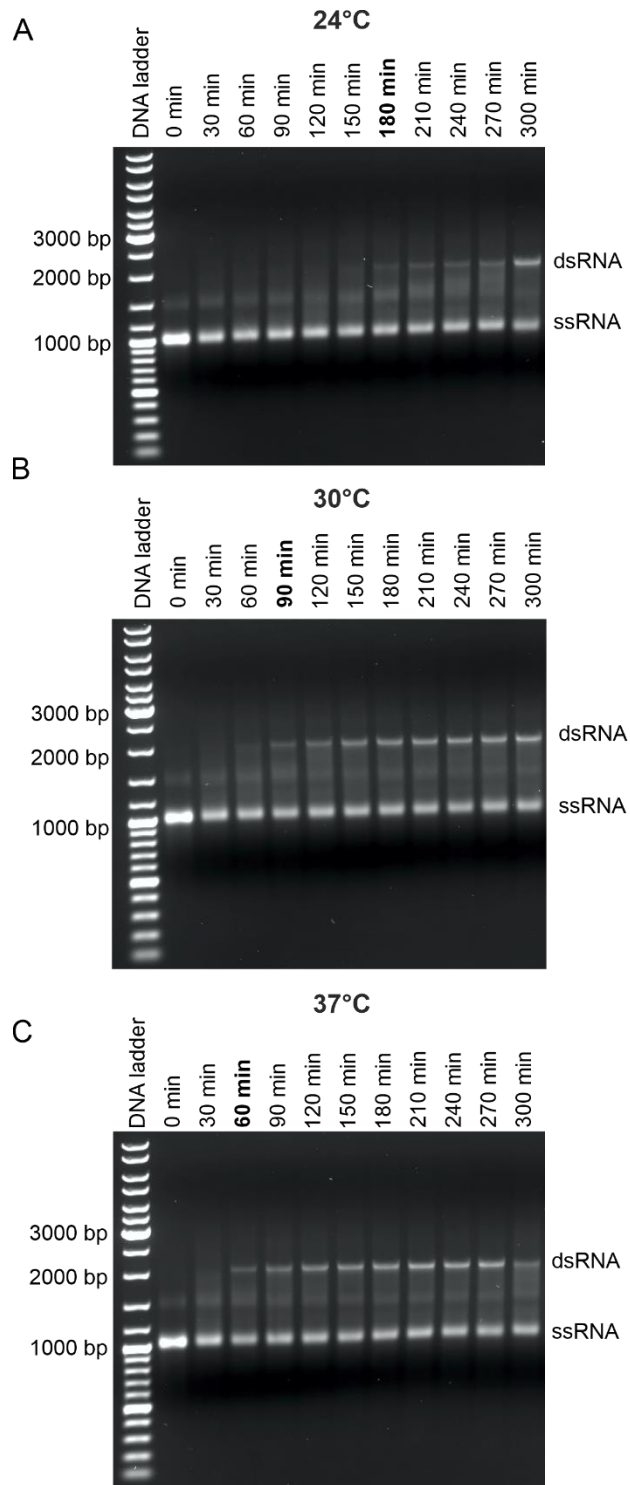 A
24°C
DNA ladder
0 min
30 min
60 min
90 min
120 min
150 min
180 min
210 min
240 min
270 min
300 min
3000 bp
2000 bp
1000 bp
dsRNA
ssRNA
B
30°C
DNA ladder
0 min
30 min
60 min
90 min
120 min
150 min
180 min
210 min
240 min
270 min
300 min
3000 bp
2000 bp
1000 bp
dsRNA
ssRNA
C
37°C
DNA ladder
0 min
30 min
60 min
90 min
120 min
150 min
180 min
210 min
240 min
270 min
300 min
3000 bp
2000 bp
1000 bp
dsRNA
ssRNA